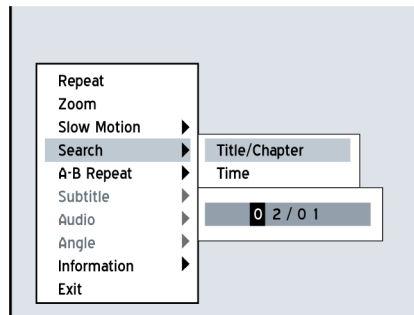 Repeat
Zoom
Slow Motion
Search
A-B Repeat
Subtitle
Audio
Angle
Information
Exit
Title/Chapter
Time
0 2 / 0 1